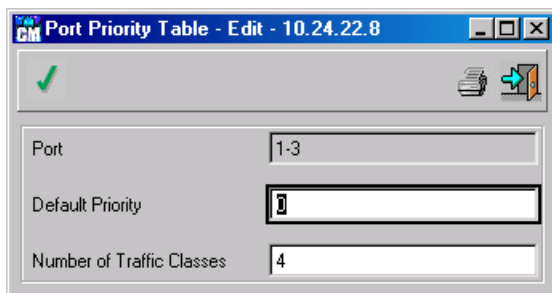 CM Port Priority Table - Edit - 10.24.22.8
Port 1-3
Default Priority 0
Number of Traffic Classes 4